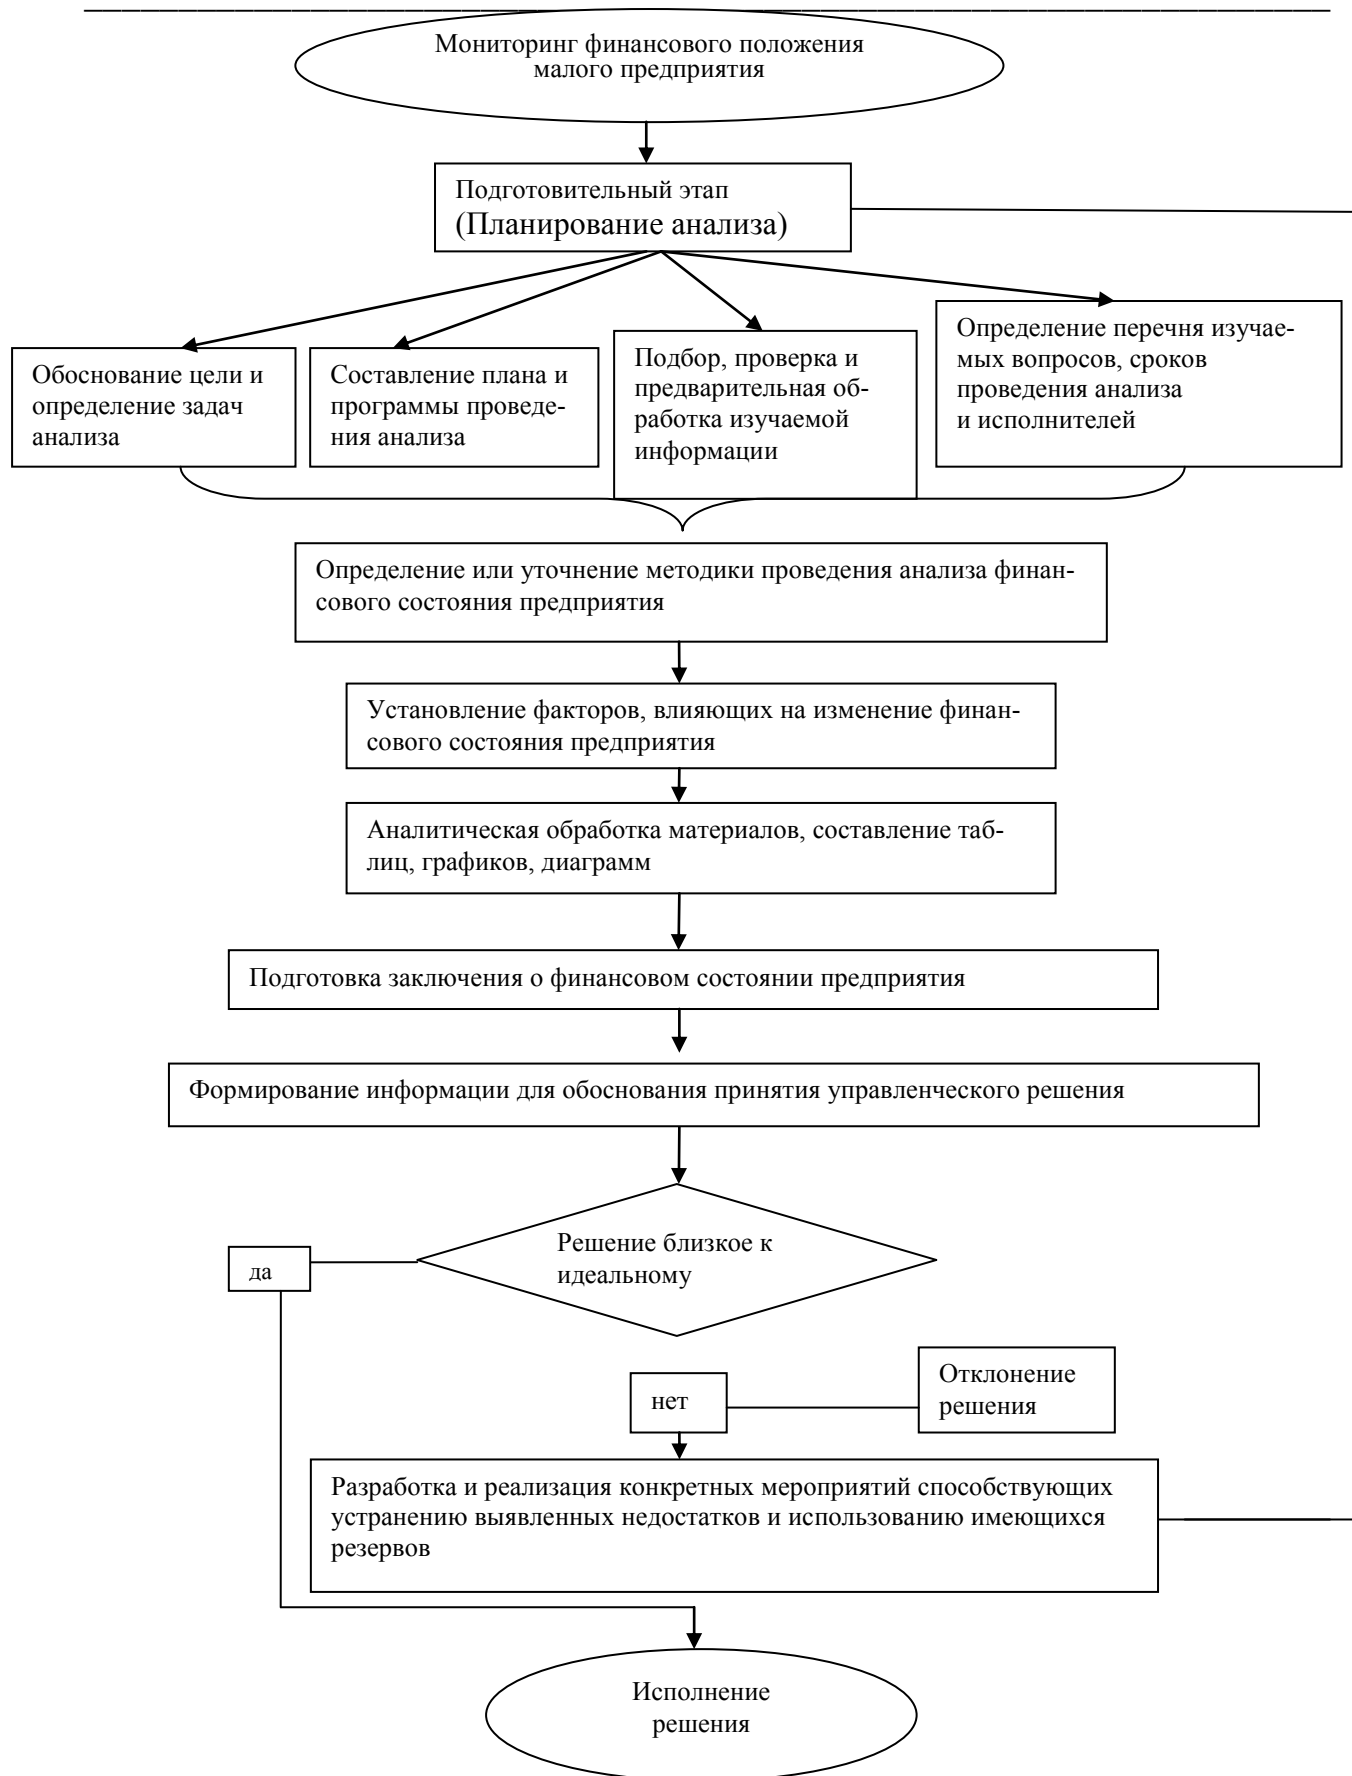 Мониторинг финансового положения
малого предприятия
Подготовительный этап
(Планирование анализа)
Обоснование цели и
определение задач
анализа
Составление плана и
программы проведе-
ния анализа
Подбор, проверка и
предварительная об-
работка изучаемой
информации
Определение перечня изучае-
мых вопросов, сроков
проведения анализа
и исполнителей
Определение или уточнение методики проведения анализа финан-
сового состояния предприятия
Установление факторов, влияющих на изменение финан-
сового состояния предприятия
Аналитическая обработка материалов, составление таб-
лиц, графиков, диаграмм
Подготовка заключения о финансовом состоянии предприятия
Формирование информации для обоснования принятия управленческого решения
Решение близкое к
идеальному
да
нет
Отклонение
решения
Разработка и реализация конкретных мероприятий способствующих
устранению выявленных недостатков и использованию имеющихся
резервов
Исполнение
решения